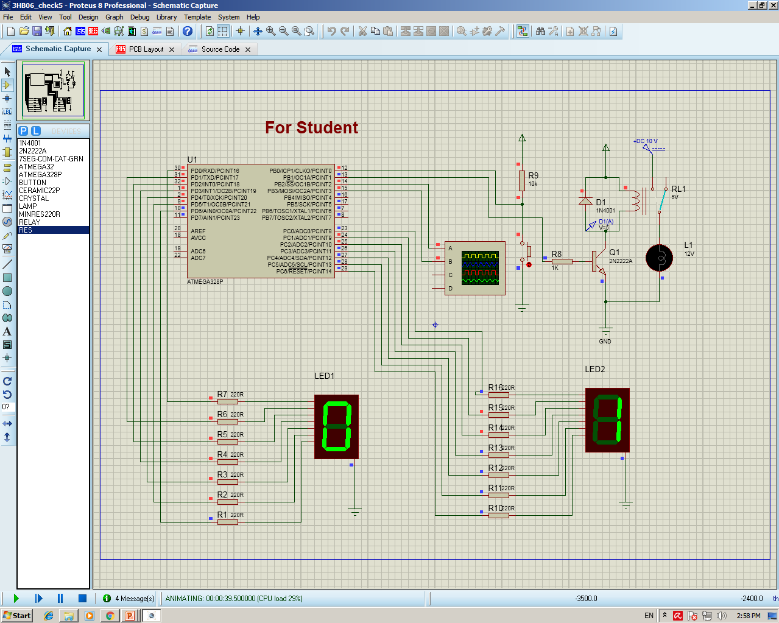 3HB06_check5 - Proteus 8 Professional - Schematic Capture
File Edit View Tool Design Graph Debug Library Template System Help
Schematic Capture
PCB Layout
Source Code
P L DEVICES
1N4001
2N2222A
7SEG-COM-CAT-GRN
ATMEGA32
ATMEGA328P
BUTTON
CERAMIC22P
CRYSTAL
LAMP
MINRES220R
RELAY
RES
For Student
U1
PD0/RXD/PCINT16
PD1/TXD/PCINT17
PD2/INT0/PCINT18
PD3/INT1/OC2B/PCINT19
PD4/T0/XCK/PCINT20
PD5/T1/OC0B/PCINT21
PD6/AIN0/OC0A/PCINT22
PD7/AIN1/PCINT23
AREF
AVCC
ADC6
ADC7
PB0/ICP1/CLKO/PCINT0
PB1/OC1A/PCINT1
PB2/SS/OC1B/PCINT2
PB3/MOSI/OC2A/PCINT3
PB4/MISO/PCINT4
PB5/SCK/PCINT5
PB6/TOSC1/XTAL1/PCINT6
PB7/TOSC2/XTAL2/PCINT7
PC0/ADC0/PCINT8
PC1/ADC1/PCINT9
PC2/ADC2/PCINT10
PC3/ADC3/PCINT11
PC4/ADC4/SDA/PCINT12
PC5/ADC5/SCL/PCINT13
PC6/RESET/PCINT14
ATMEGA328P
A
B
C
D
R9
10k
R8
1K
D1
1N4001
D1(A)
Q1
2N2222A
GND
+DC 10 V
RL1
5V
L1
12V
LED1
R7 220R
R6 220R
R5 220R
R4 220R
R3 220R
R2 220R
R1 220R
LED2
R16 220R
R15 220R
R14 220R
R13 220R
R12 220R
R11 220R
R10 220R
4 Message(s)
ANIMATING: 00:00:39.500000 (CPU load 29%)
-3500.0
-2400.0
th
Start
EN
2:58 PM